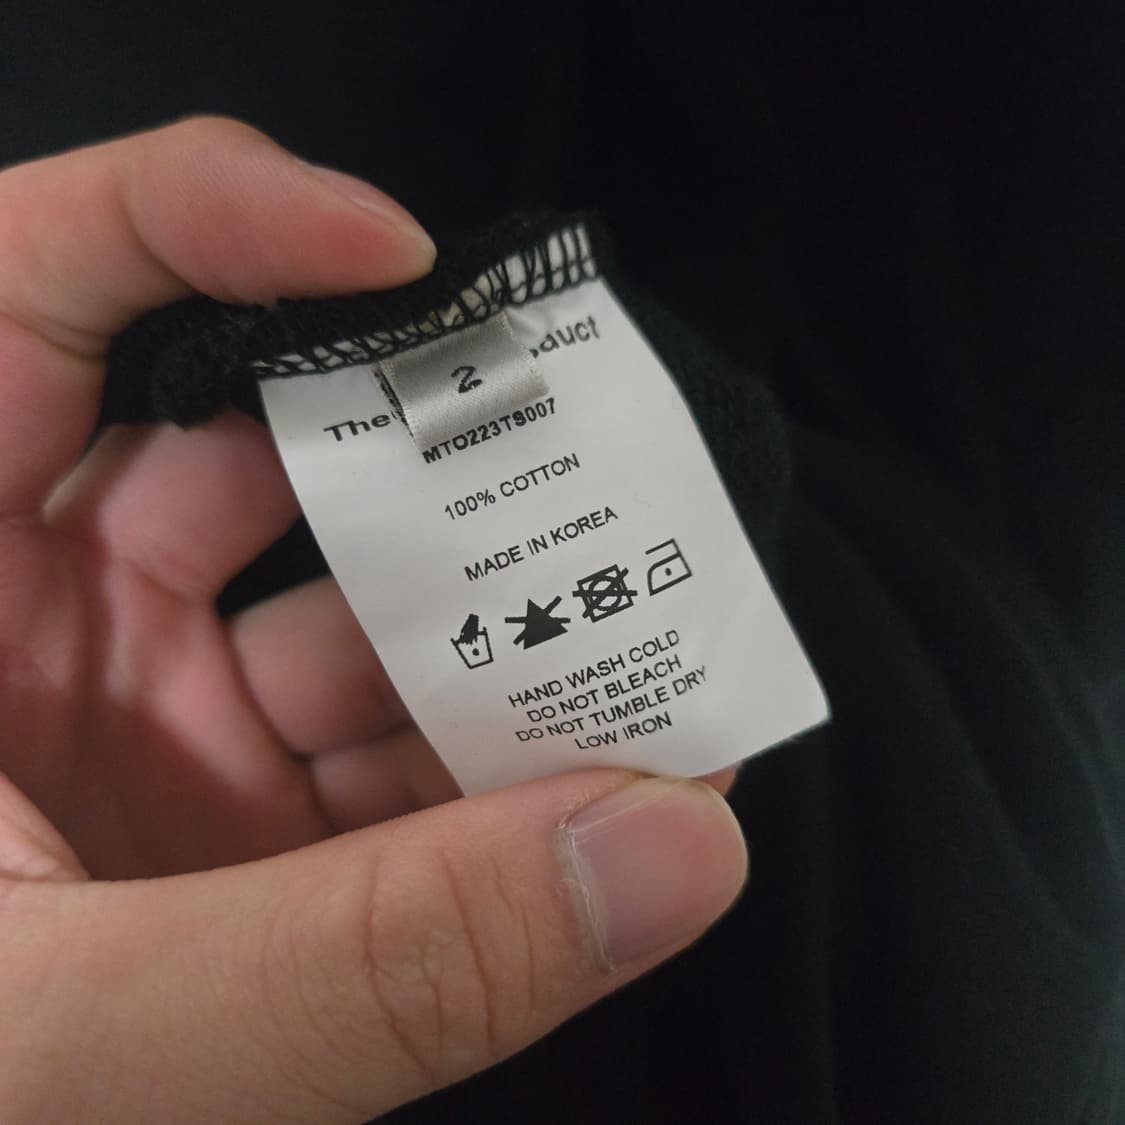 2
The
MTO223TS007
100% COTTON
MADE IN KOREA
HAND WASH COLD
DO NOT BLEACH
DO NOT TUMBLE DRY
LOW IRON